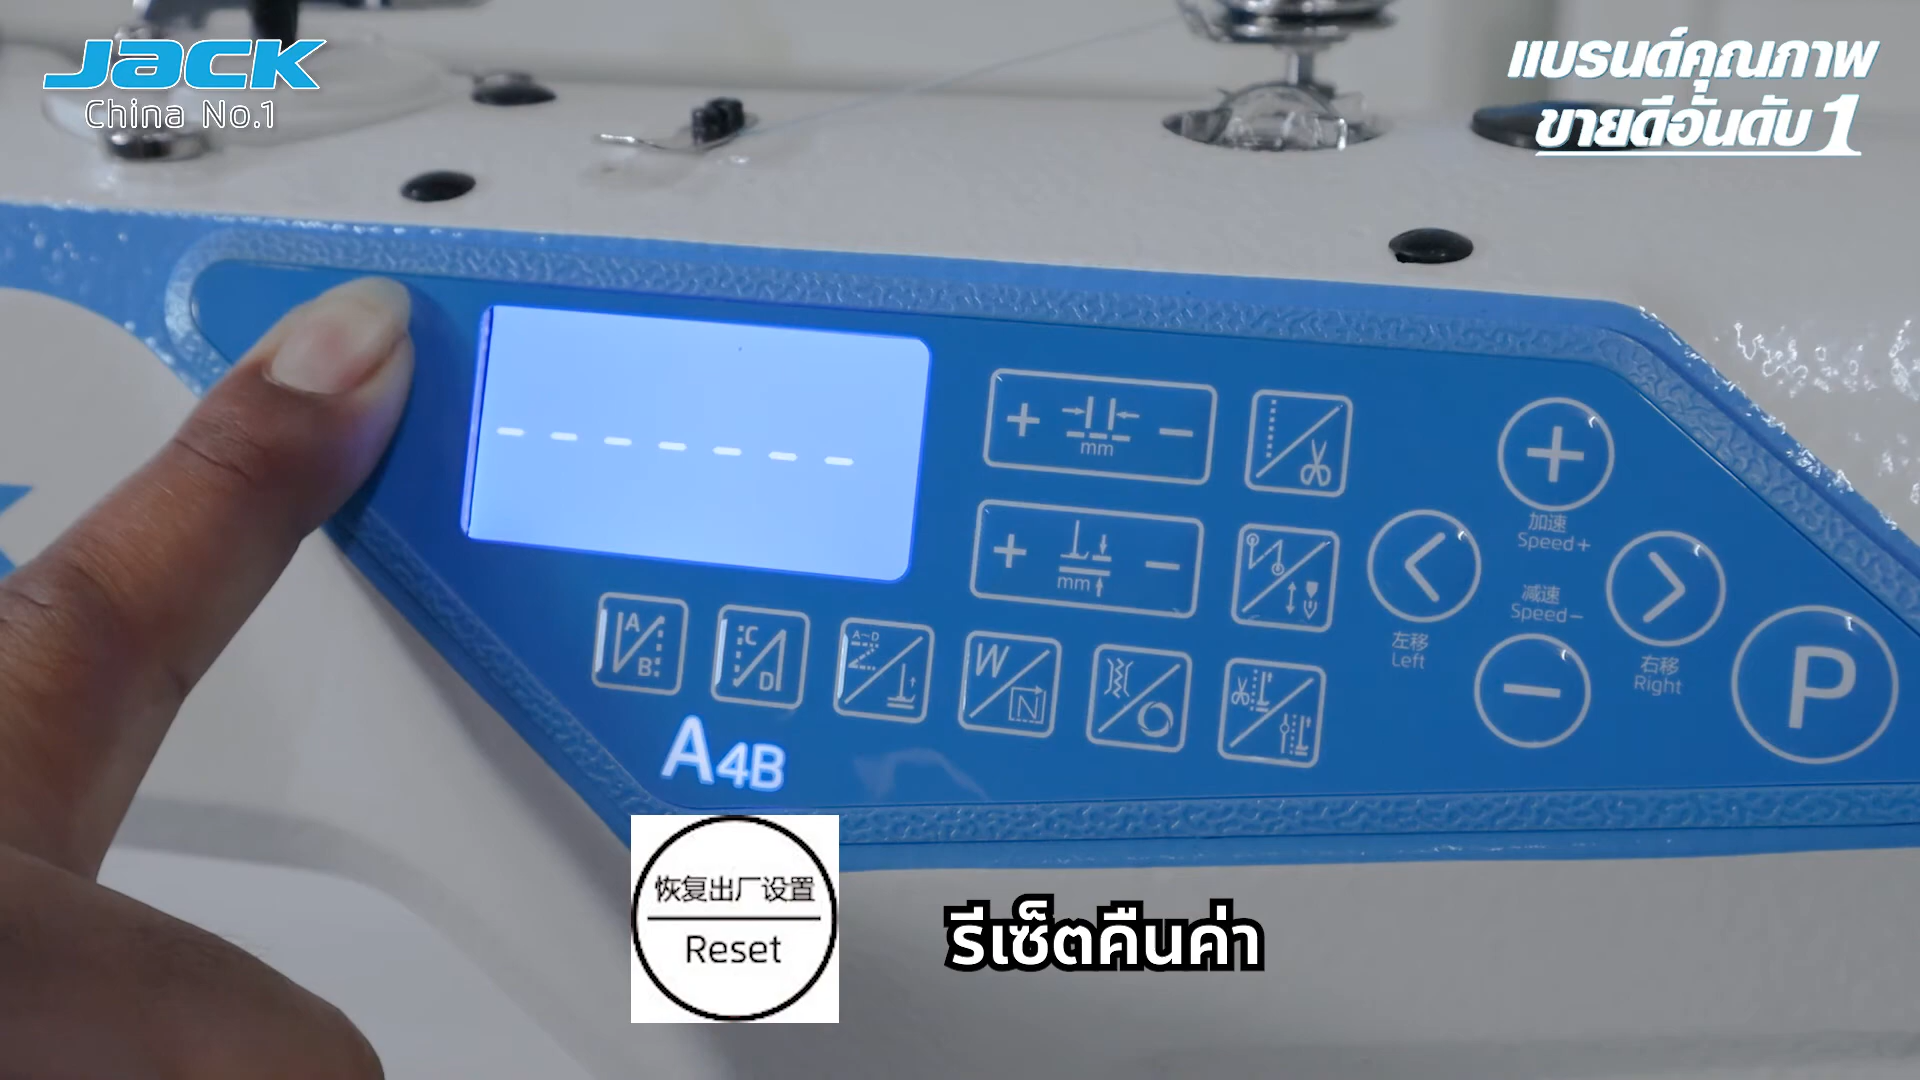 JACK
China No.1
แบรนด์คุณภาพ
ขายดีอันดับ 1
- - - - - - -
+ mm -
+ mm -
加速
Speed+
减速
Speed-
左移
Left
右移
Right
P
A
B
C
D
A-D
W
N
A4B
恢复出厂设置
Reset
รีเซ็ตคืนค่า